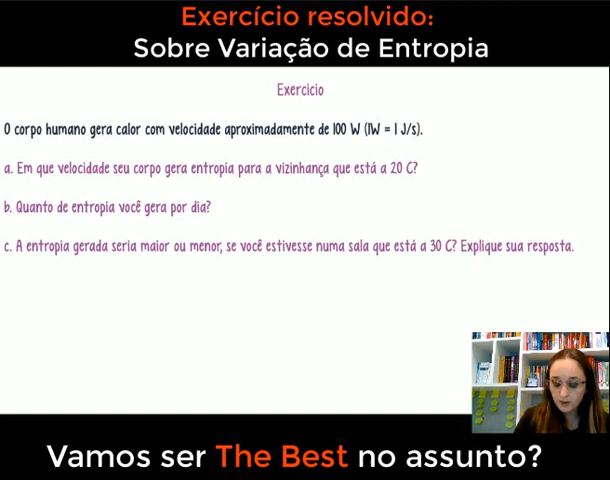 Exercício resolvido:
Sobre Variação de Entropia
Exercicio
O corpo humano gera calor com velocidade aproximadamente de 100 W (1W = 1 J/s).
a. Em que velocidade seu corpo gera entropia para a vizinhança que está a 20 C?
b. Quanto de entropia você gera por dia?
c. A entropia gerada seria maior ou menor, se você estivesse numa sala que está a 30 C? Explique sua resposta.
Vamos ser The Best no assunto?